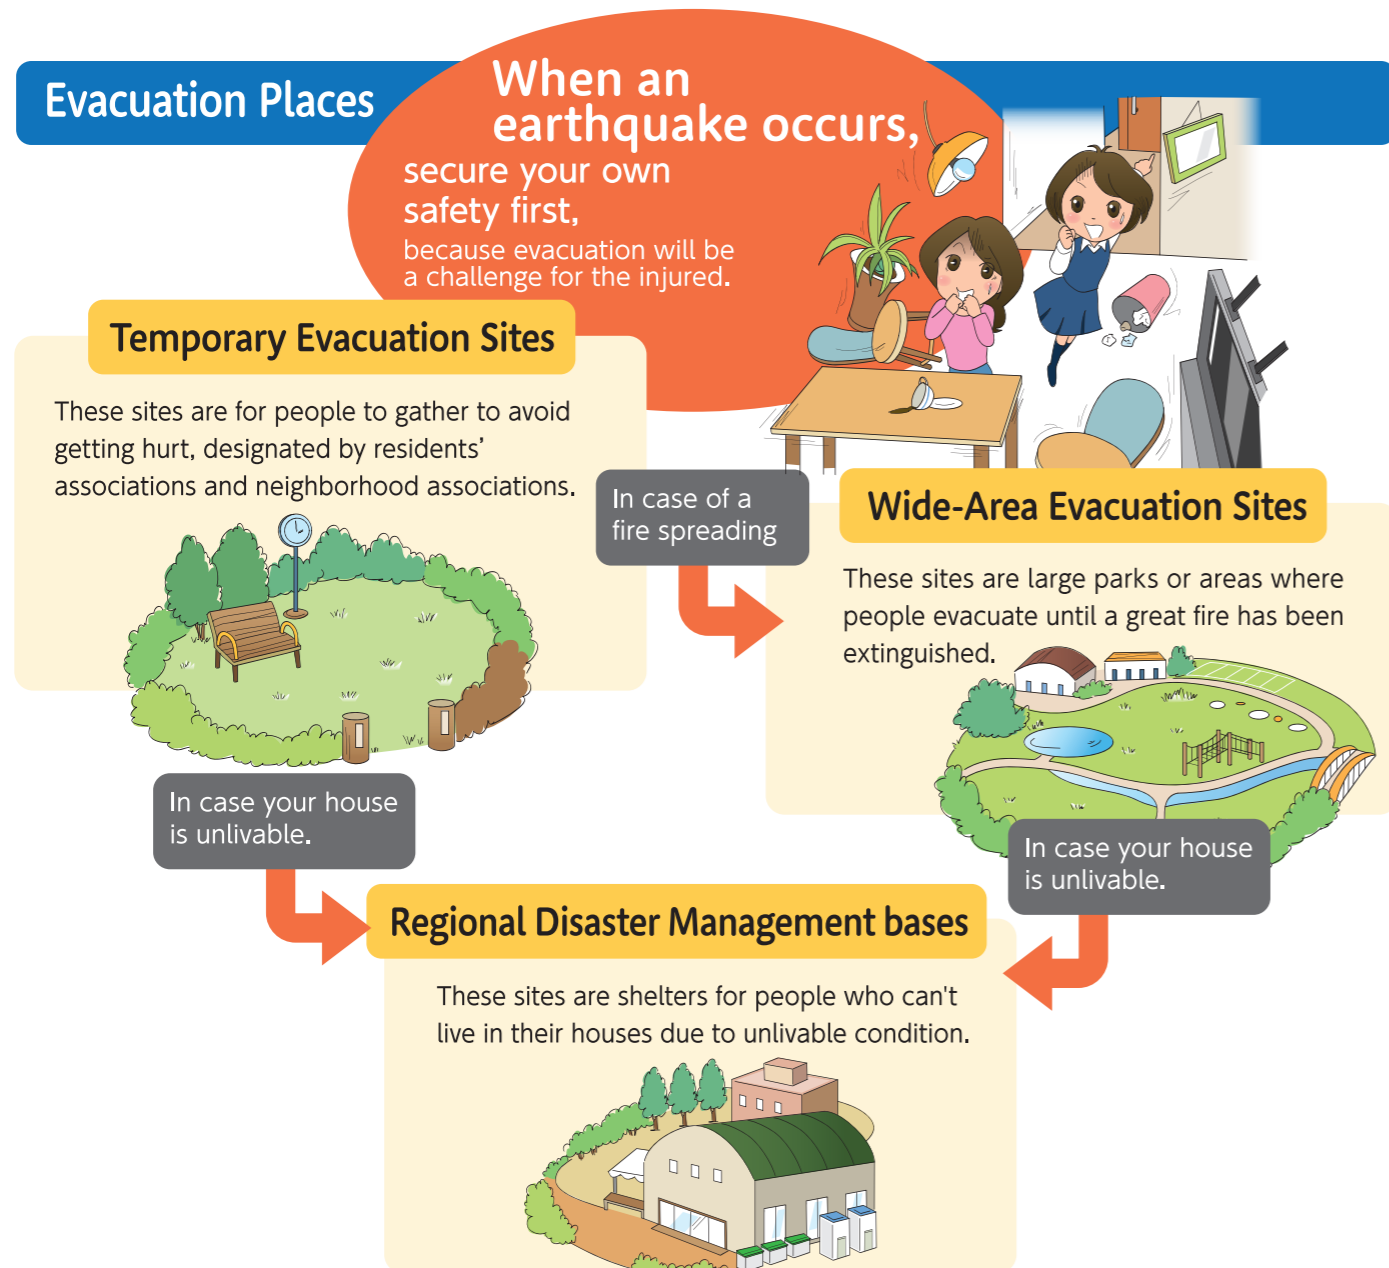 Evacuation Places
When an
earthquake occurs,
secure your own
safety first,
because evacuation will be
a challenge for the injured.
Temporary Evacuation Sites
These sites are for people to gather to avoid
getting hurt, designated by residents’
associations and neighborhood associations.
In case of a
fire spreading
Wide-Area Evacuation Sites
These sites are large parks or areas where
people evacuate until a great fire has been
extinguished.
In case your house
is unlivable.
In case your house
is unlivable.
Regional Disaster Management bases
These sites are shelters for people who can't
live in their houses due to unlivable condition.